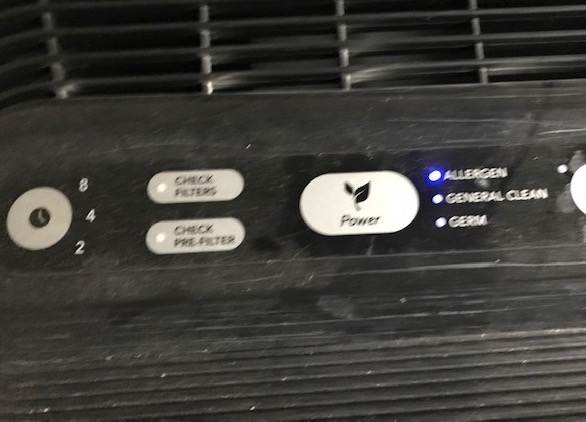 8
4
2
CHECK
FILTERS
CHECK
PRE-FILTER
Power
ALLERGEN
GENERAL CLEAN
GERM